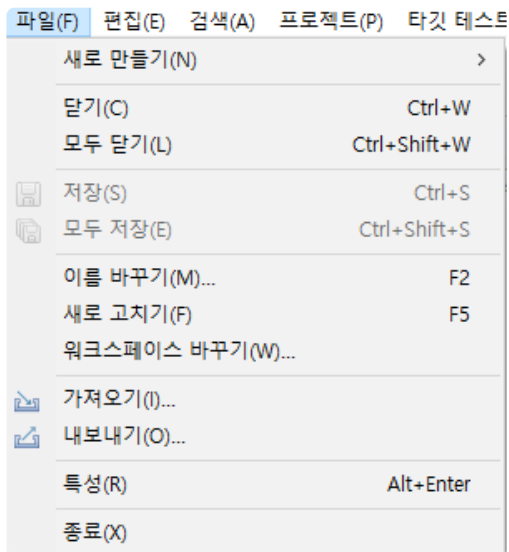 파일(F) 편집(E) 검색(A) 프로젝트(P) 타깃 테스트
새로 만들기(N) >
닫기(C) Ctrl+W
모두 닫기(L) Ctrl+Shift+W
저장(S) Ctrl+S
모두 저장(E) Ctrl+Shift+S
이름 바꾸기(M)... F2
새로 고치기(F) F5
워크스페이스 바꾸기(W)...
가져오기(I)...
내보내기(O)...
특성(R) Alt+Enter
종료(X)